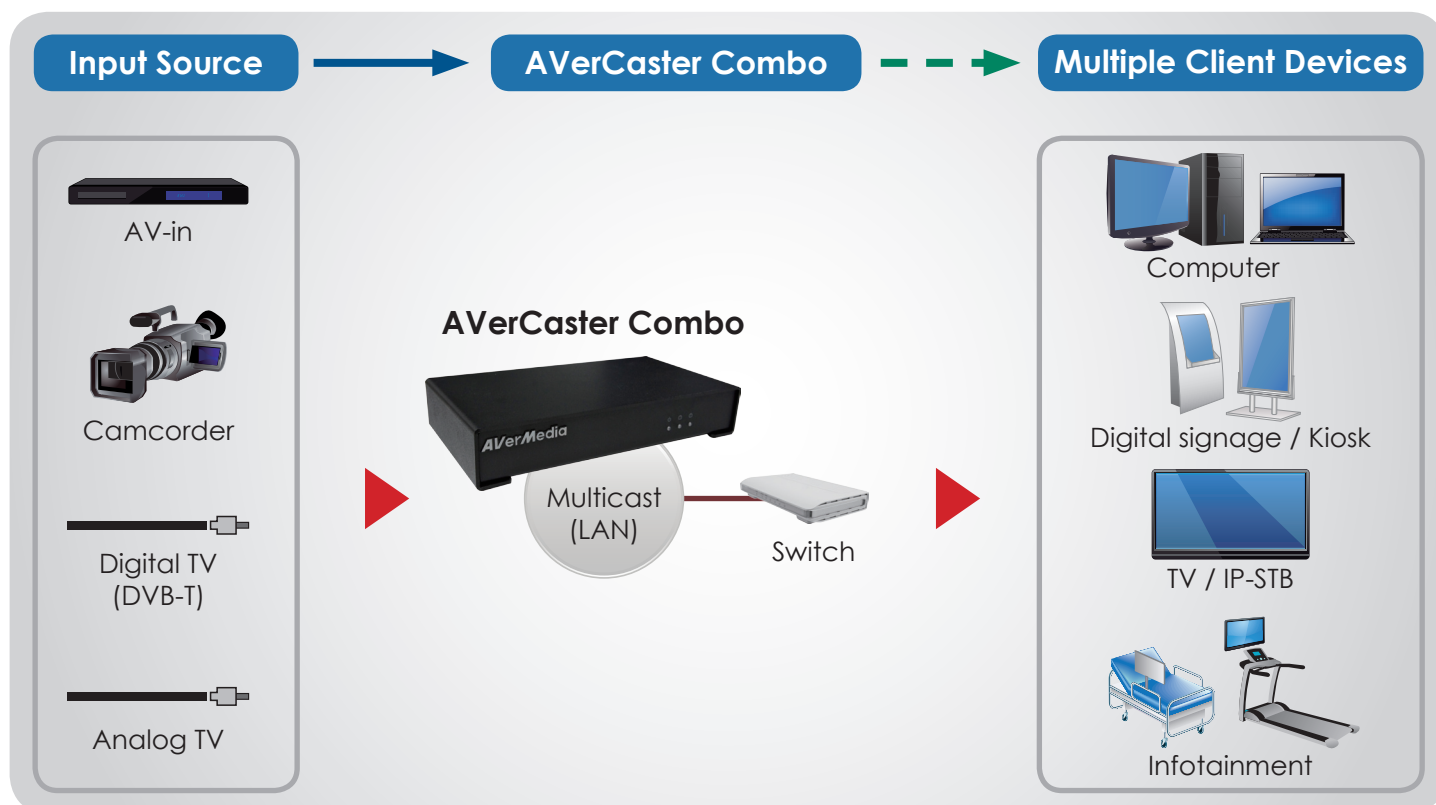 Input Source
AVerCaster Combo
Multiple Client Devices
AV-in
Camcorder
Digital TV
(DVB-T)
Analog TV
AVerCaster Combo
AVerMedia
Multicast
(LAN)
Switch
Computer
Digital signage / Kiosk
TV / IP-STB
Infotainment